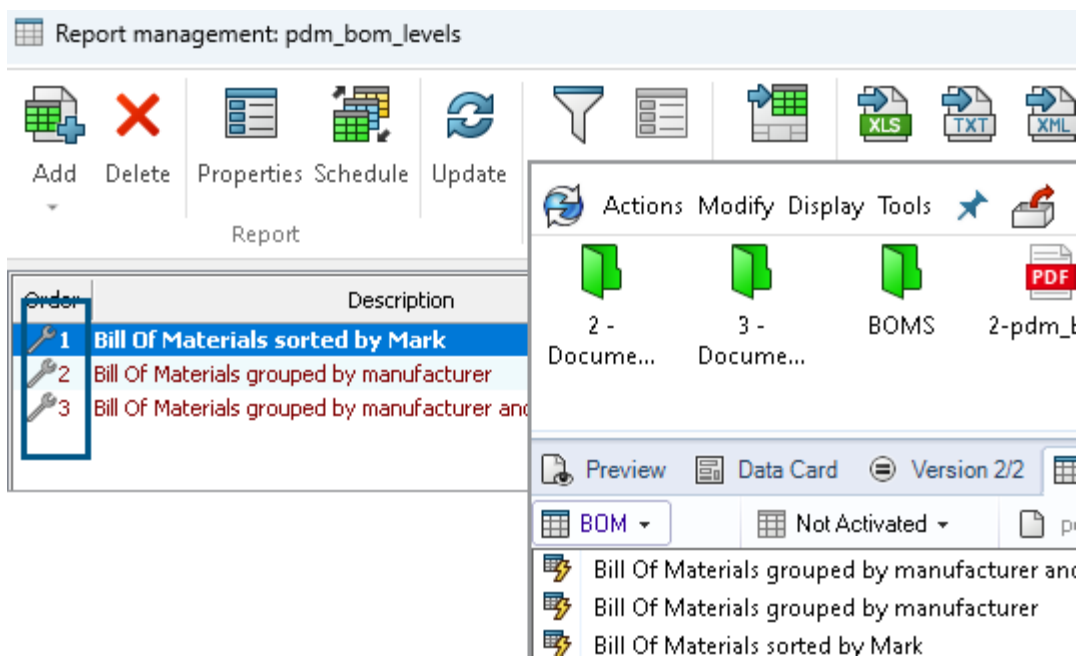 Report management: pdm_bom_levels
XLS TXT XML
Add Delete Properties Schedule Update
Report
Actions Modify Display Tools
PDF
2 - 3 - BOMS 2-pdm_b
Docume... Docume...
Order Description
1 Bill Of Materials sorted by Mark
2 Bill Of Materials grouped by manufacturer
3 Bill Of Materials grouped by manufacturer and
Preview Data Card Version 2/2
BOM Not Activated
Bill Of Materials grouped by manufacturer and
Bill Of Materials grouped by manufacturer
Bill Of Materials sorted by Mark